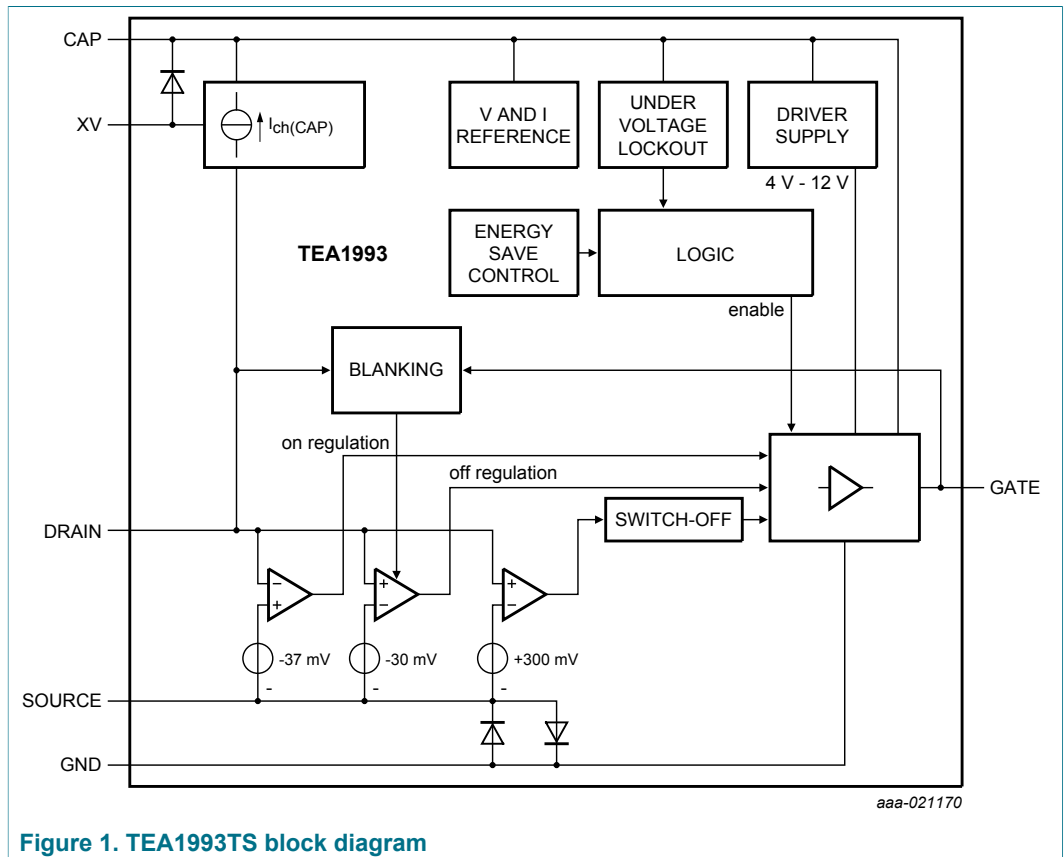 CAP
XV
Ich(CAP)
V AND I
REFERENCE
UNDER
VOLTAGE
LOCKOUT
DRIVER
SUPPLY
4 V - 12 V
TEA1993
ENERGY
SAVE
CONTROL
LOGIC
enable
BLANKING
on regulation
off regulation
GATE
DRAIN
SWITCH-OFF
-
+
+
-
+
-
-37 mV
-30 mV
+300 mV
-
-
-
SOURCE
GND
aaa-021170
Figure 1. TEA1993TS block diagram